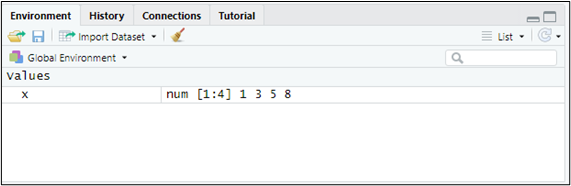 Environment History Connections Tutorial
Import Dataset List
Global Environment
Values
x num [1:4] 1 3 5 8